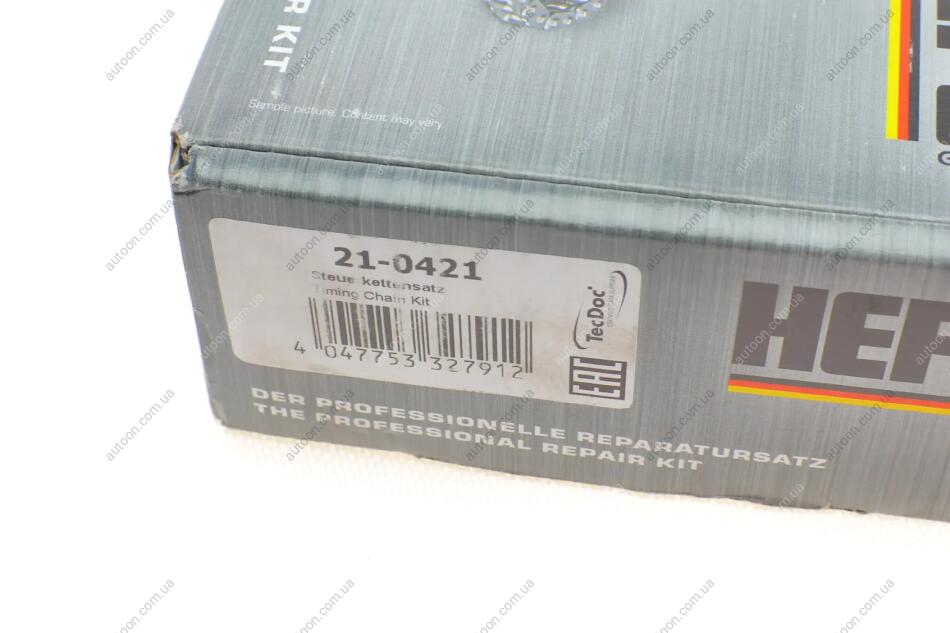 R KIT
Sample picture. Content may vary.
21-0421
Steuerkettensatz
Timing Chain Kit
4 047753 327912
TecDoc
EAC
HEF
DER PROFESSIONELLE REPARATURSATZ
THE PROFESSIONAL REPAIR KIT
autoon.com.ua